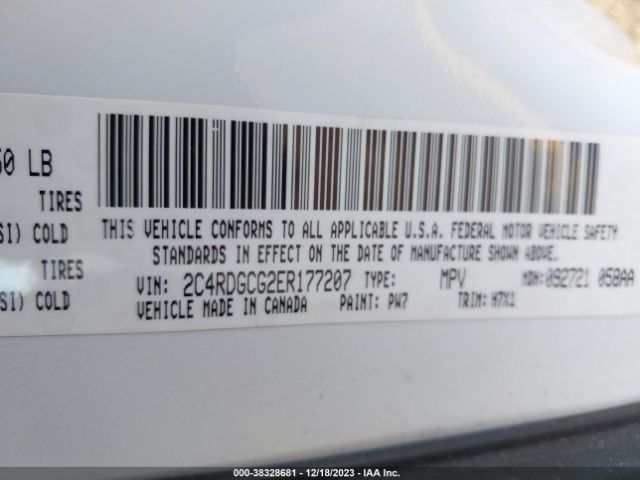 50 LB
TIRES
SI) COLD
TIRES
SI) COLD
THIS VEHICLE CONFORMS TO ALL APPLICABLE U.S.A. FEDERAL MOTOR VEHICLE SAFETY
STANDARDS IN EFFECT ON THE DATE OF MANUFACTURE SHOWN ABOVE.
VIN: 2C4RDGCG2ER177207 TYPE: MPV MDH:092721 058AA
VEHICLE MADE IN CANADA PAINT: PW7 TRIM: H7X1
000-38328681 - 12/18/2023 - IAA Inc.